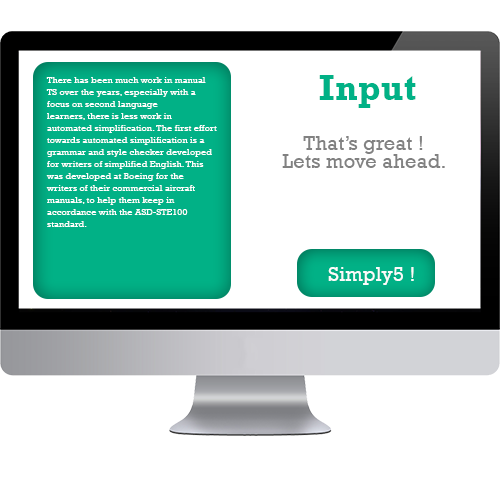 There has been much work in manual
TS over the years, especially with a
focus on second language
learners, there is less work in
automated simplification. The first effort
towards automated simplification is a
grammar and style checker developed
for writers of simplified English. This
was developed at Boeing for the
writers of their commercial aircraft
manuals, to help them keep in
accordance with the ASD-STE100
standard.
Input
That's great !
Lets move ahead.
Simply5 !